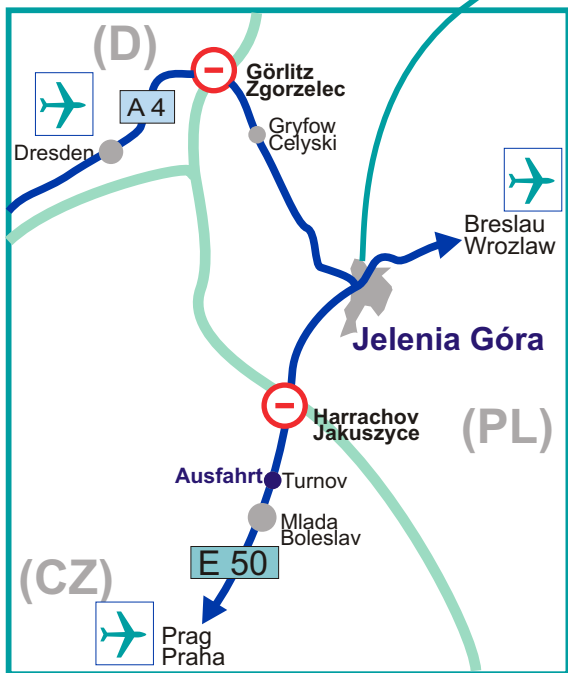 (D)
Görlitz
Zgorzelec
A 4
Gryfow
Celyski
Dresden
Breslau
Wrozlaw
Jelenia Góra
Harrachov
Jakuszyce
(PL)
Ausfahrt
Turnov
Mlada
Boleslav
E 50
(CZ)
Prag
Praha